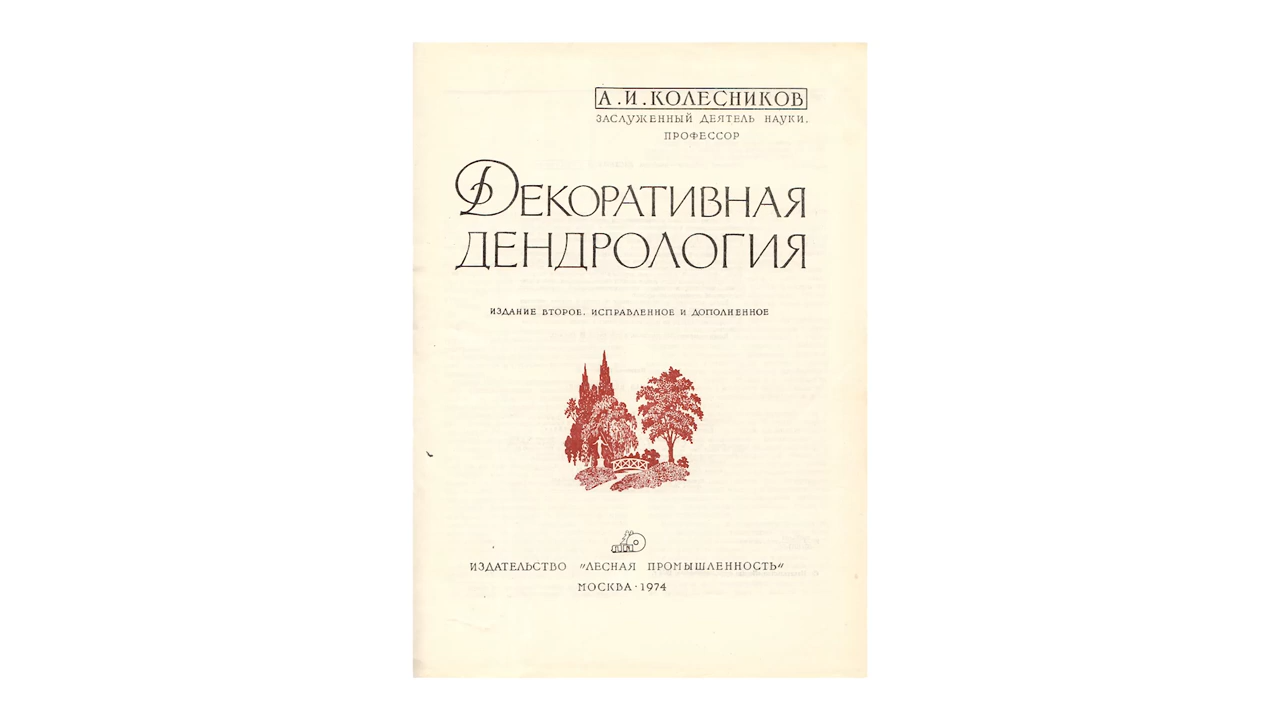 А.И.КОЛЕСНИКОВ
ЗАСЛУЖЕННЫЙ ДЕЯТЕЛЬ НАУКИ,
ПРОФЕССОР
ДЕКОРАТИВНАЯ
ДЕНДРОЛОГИЯ
ИЗДАНИЕ ВТОРОЕ, ИСПРАВЛЕННОЕ И ДОПОЛНЕННОЕ
ИЗДАТЕЛЬСТВО "ЛЕСНАЯ ПРОМЫШЛЕННОСТЬ"
МОСКВА · 1974